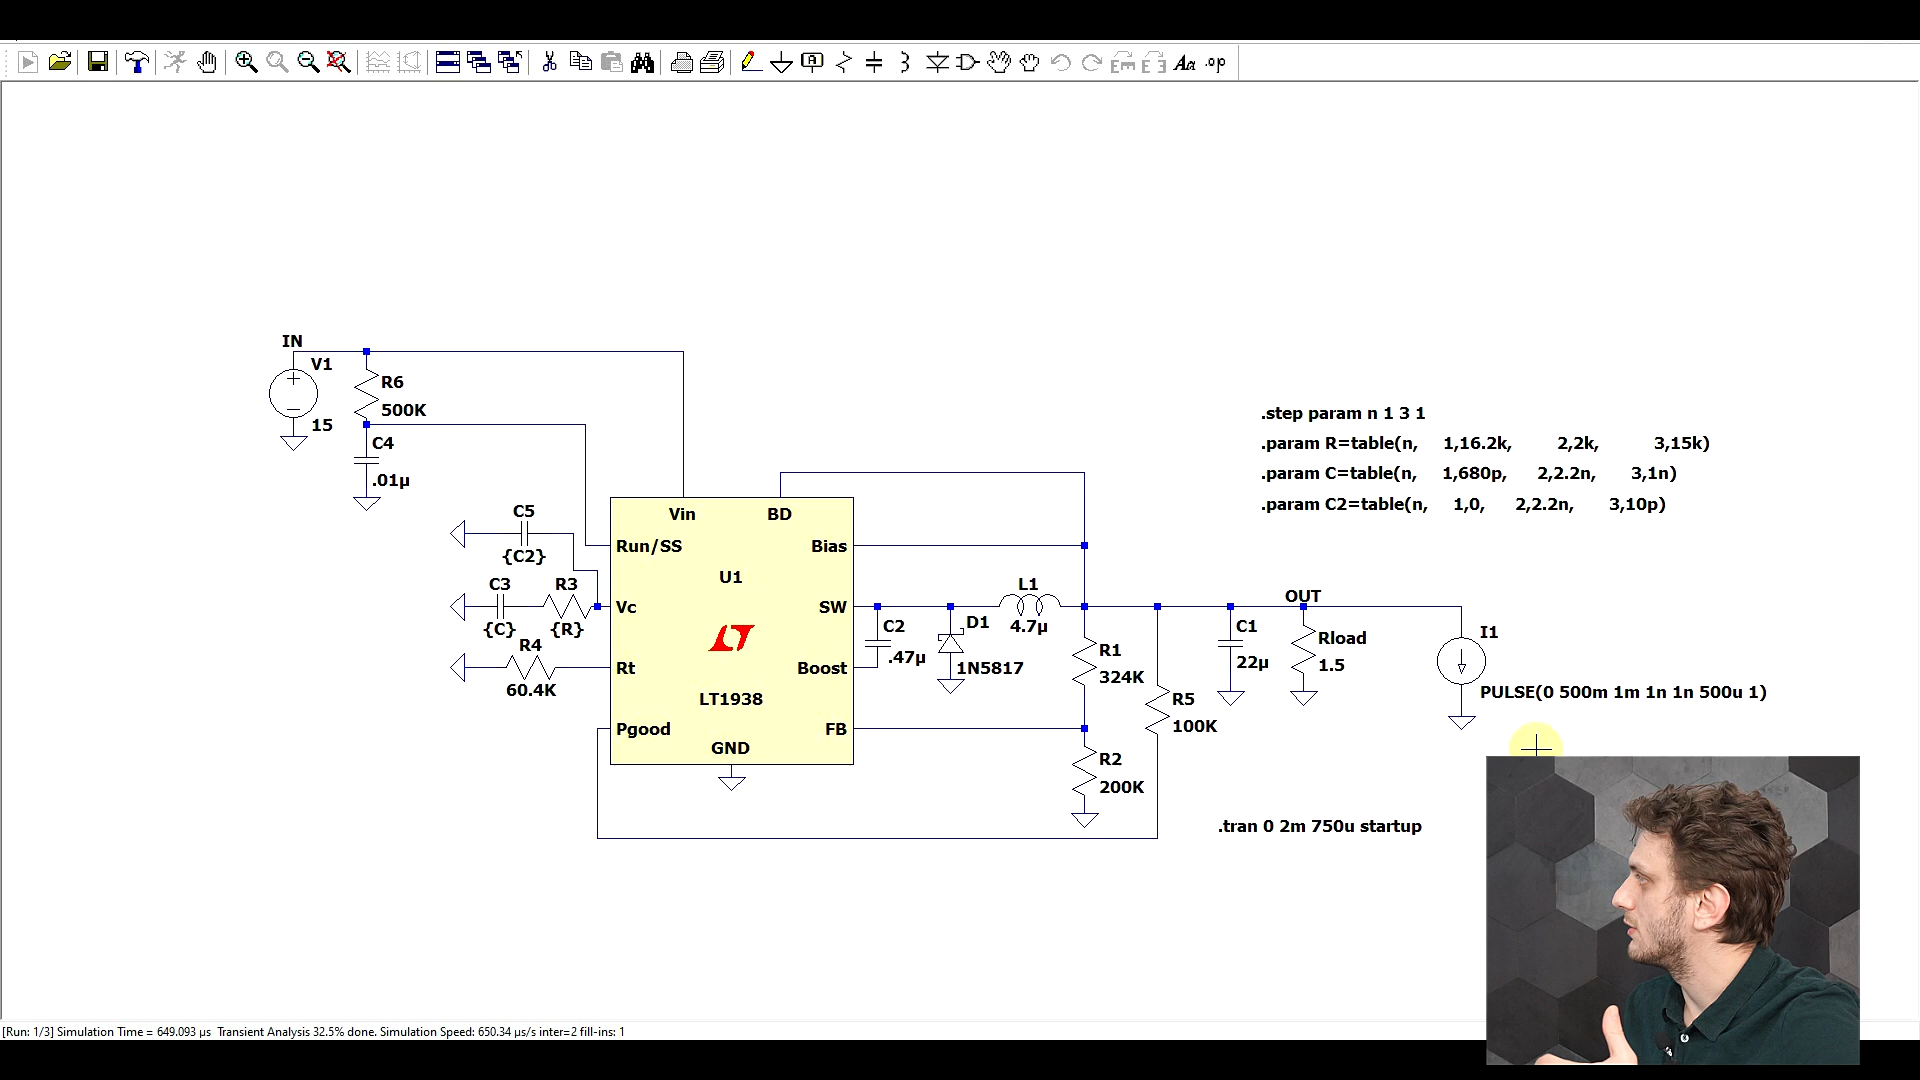 Aa .op
IN
V1
15
R6
500K
C4
.01µ
C5
{C2}
C3
{C}
R3
{R}
R4
60.4K
Vin
BD
Run/SS
Bias
U1
Vc
SW
Rt
Boost
LT1938
Pgood
FB
GND
C2
.47µ
D1
1N5817
L1
4.7µ
R1
324K
R5
100K
R2
200K
C1
22µ
OUT
Rload
1.5
I1
PULSE(0 500m 1m 1n 1n 500u 1)
.step param n 1 3 1
.param R=table(n, 1,16.2k, 2,2k, 3,15k)
.param C=table(n, 1,680p, 2,2.2n, 3,1n)
.param C2=table(n, 1,0, 2,2.2n, 3,10p)
.tran 0 2m 750u startup
[Run: 1/3] Simulation Time = 649.093 µs Transient Analysis 32.5% done. Simulation Speed: 650.34 µs/s inter=2 fill-ins: 1